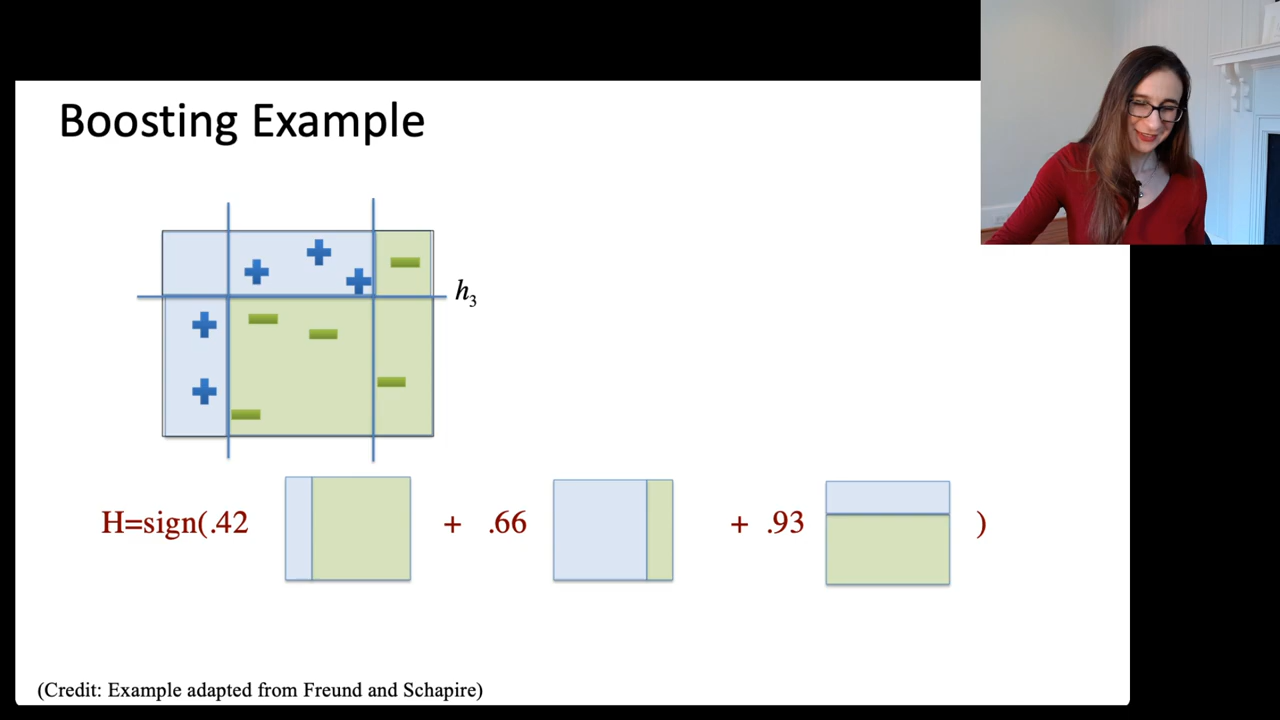 Boosting Example
h₃
H=sign(.42 + .66 + .93 )
(Credit: Example adapted from Freund and Schapire)